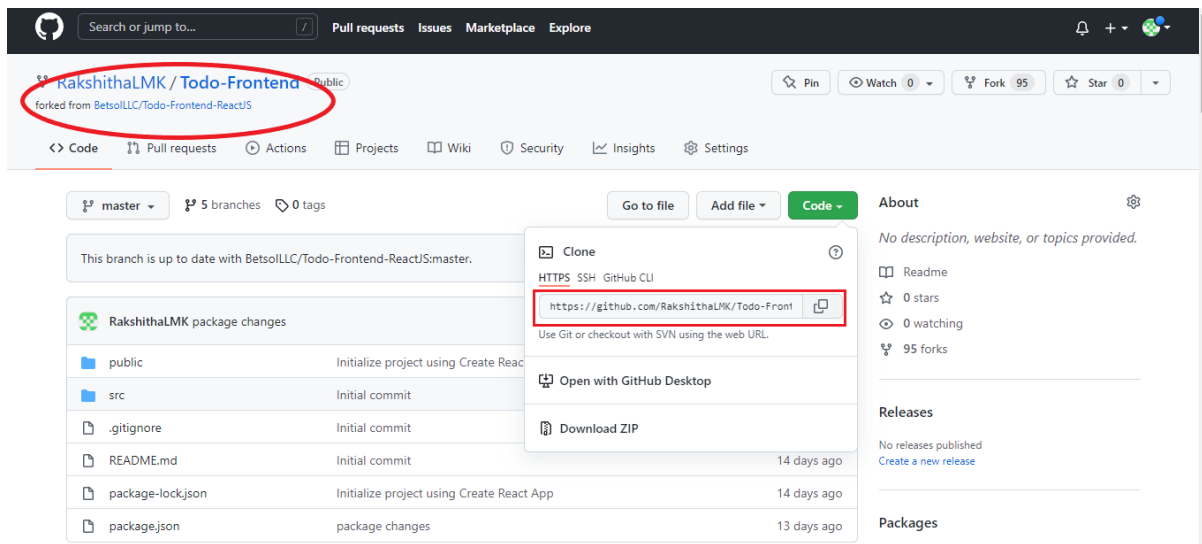 Search or jump to... / Pull requests Issues Marketplace Explore
RakshithaLMK / Todo-Frontend Public
Pin Watch 0 Fork 95 Star 0
forked from BetsolLLC/Todo-Frontend-ReactJS
<> Code Pull requests Actions Projects Wiki Security Insights Settings
master 5 branches 0 tags Go to file Add file Code
About
No description, website, or topics provided.
Readme
0 stars
0 watching
95 forks
Releases
No releases published
Create a new release
Packages
This branch is up to date with BetsolLLC/Todo-Frontend-ReactJS:master.
Clone
HTTPS SSH GitHub CLI
https://github.com/RakshithaLMK/Todo-Front
Use Git or checkout with SVN using the web URL.
Open with GitHub Desktop
Download ZIP
RakshithaLMK package changes
public Initialize project using Create Reac
src Initial commit
.gitignore Initial commit
README.md Initial commit 14 days ago
package-lock.json Initialize project using Create React App 14 days ago
package.json package changes 13 days ago